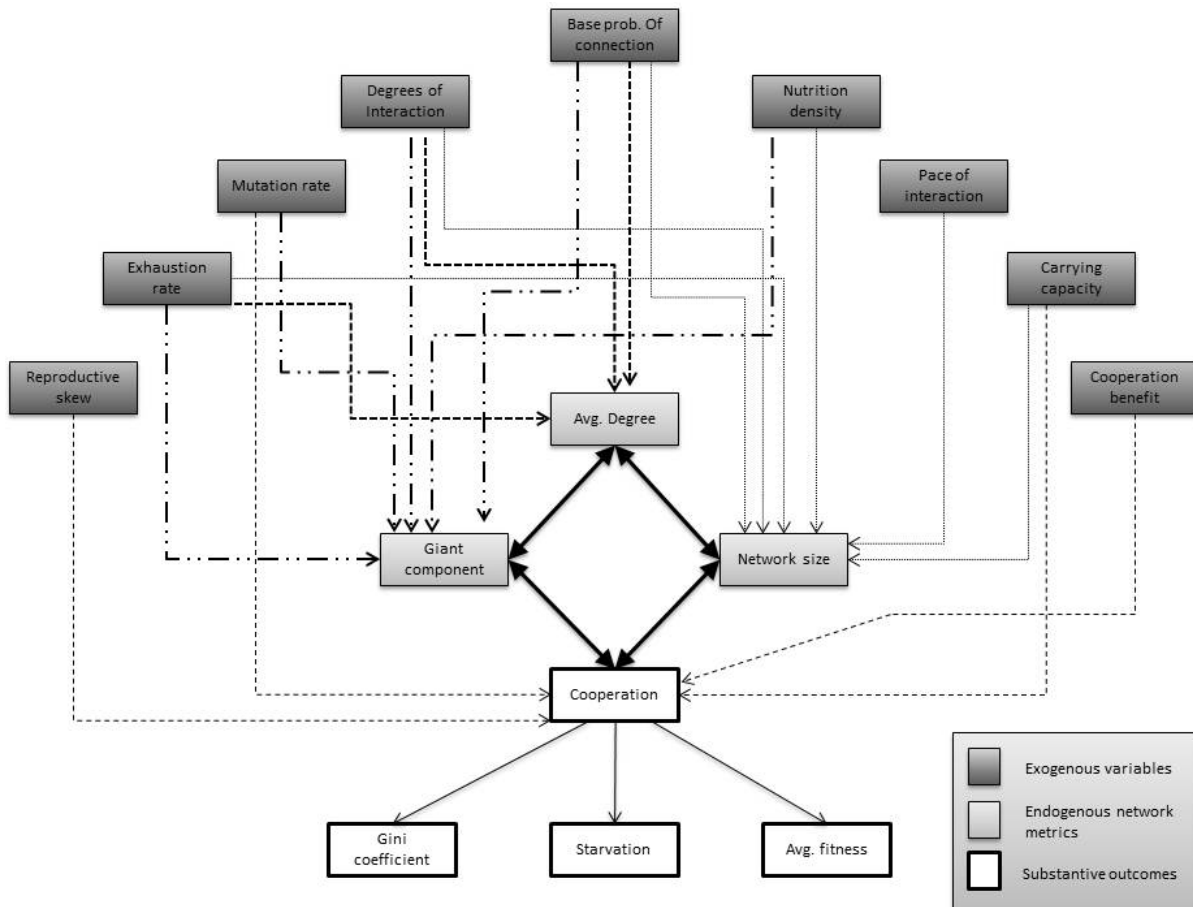 Base prob. Of
connection
Degrees of
Interaction
Nutrition
density
Mutation rate
Pace of
interaction
Exhaustion
rate
Carrying
capacity
Reproductive
skew
Cooperation
benefit
Avg. Degree
Giant
component
Network size
Cooperation
Gini
coefficient
Starvation
Avg. fitness
Exogenous variables
Endogenous network
metrics
Substantive outcomes